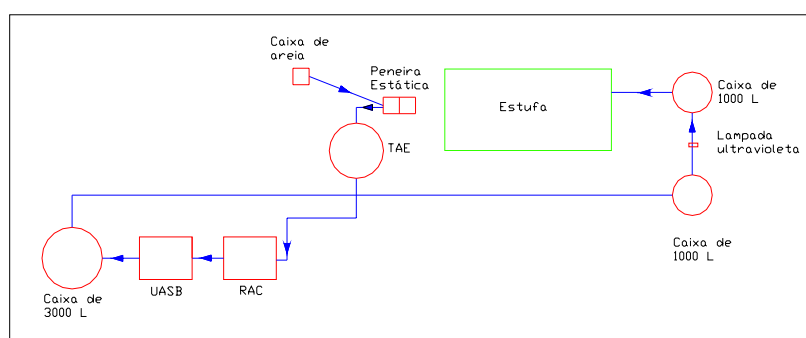 Caixa de
areia
Peneira
Estática
Estufa
Caixa de
1000 L
Lampada
ultravioleta
TAE
Caixa de
1000 L
UASB
RAC
Caixa de
3000 L